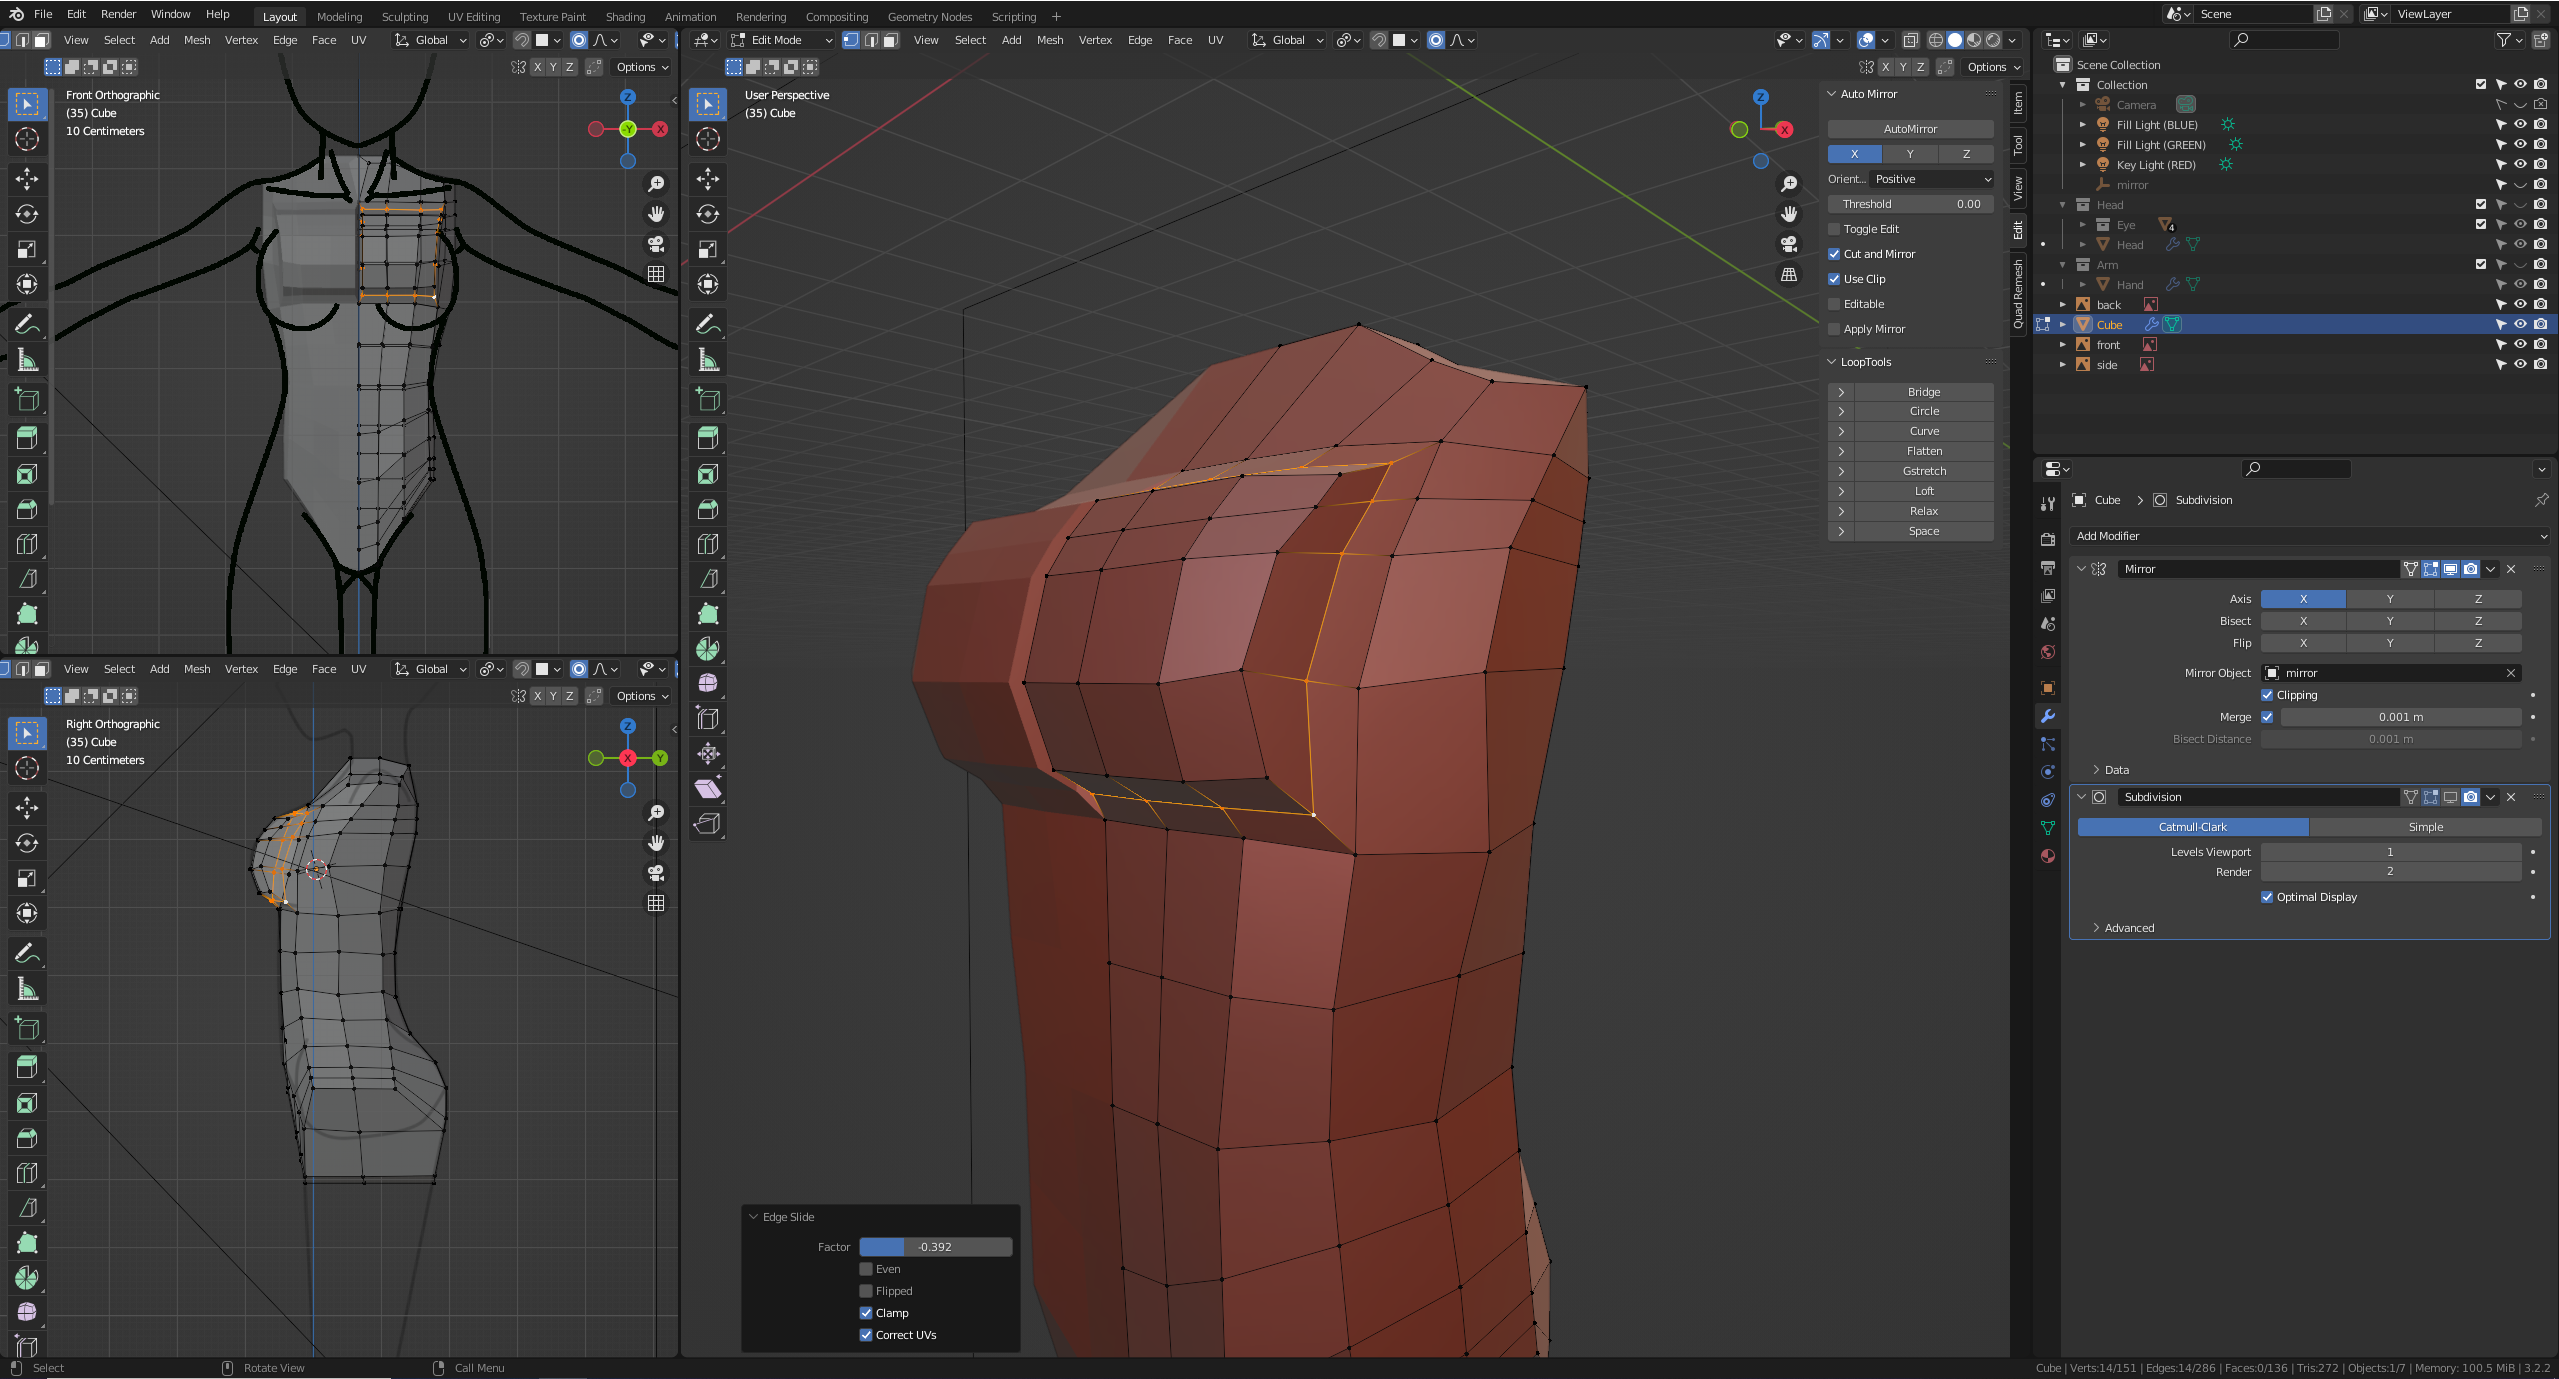 File Edit Render Window Help Layout Modeling Sculpting UV Editing Texture Paint Shading Animation Rendering Compositing Geometry Nodes Scripting + Scene ViewLayer
View Select Add Mesh Vertex Edge Face UV Global
X Y Z Options
Front Orthographic
(35) Cube
10 Centimeters
Z
-Y
X
View Select Add Mesh Vertex Edge Face UV Global
X Y Z Options
Right Orthographic
(35) Cube
10 Centimeters
Z
X
Y
Edit Mode View Select Add Mesh Vertex Edge Face UV Global
X Y Z Options
User Perspective
(35) Cube
Z
X
Auto Mirror
AutoMirror
X Y Z
Orient... Positive
Threshold 0.00
Toggle Edit
Cut and Mirror
Use Clip
Editable
Apply Mirror
LoopTools
Bridge
Circle
Curve
Flatten
Gstretch
Loft
Relax
Space
Item
Tool
View
Edit
Quad Remesh
Edge Slide
Factor -0.392
Even
Flipped
Clamp
Correct UVs
Scene Collection
Collection
Camera
Fill Light (BLUE)
Fill Light (GREEN)
Key Light (RED)
mirror
Head
Eye 4
Head
Arm
Hand
back
Cube
front
side
Cube > Subdivision
Add Modifier
Mirror
Axis X Y Z
Bisect X Y Z
Flip X Y Z
Mirror Object mirror
Clipping
Merge 0.001 m
Bisect Distance 0.001 m
Data
Subdivision
Catmull-Clark Simple
Levels Viewport 1
Render 2
Optimal Display
Advanced
Select Rotate View Call Menu
Cube | Verts:14/151 | Edges:14/286 | Faces:0/136 | Tris:272 | Objects:1/7 | Memory: 100.5 MiB | 3.2.2